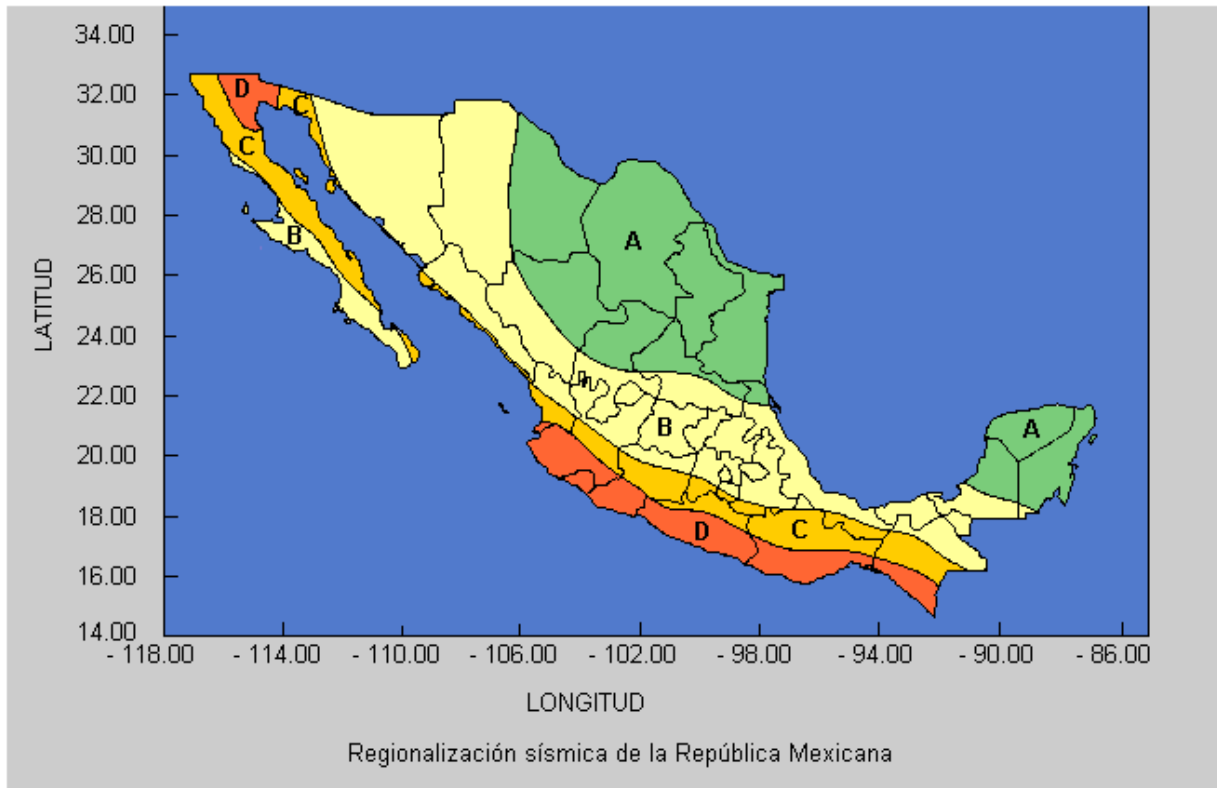 34.00
32.00
30.00
28.00
26.00
24.00
22.00
20.00
18.00
16.00
14.00
LATITUD
D
C
C
B
A
B
A
D
C
- 118.00 - 114.00 - 110.00 - 106.00 - 102.00 - 98.00 - 94.00 - 90.00 - 86.00
LONGITUD
Regionalización sísmica de la República Mexicana